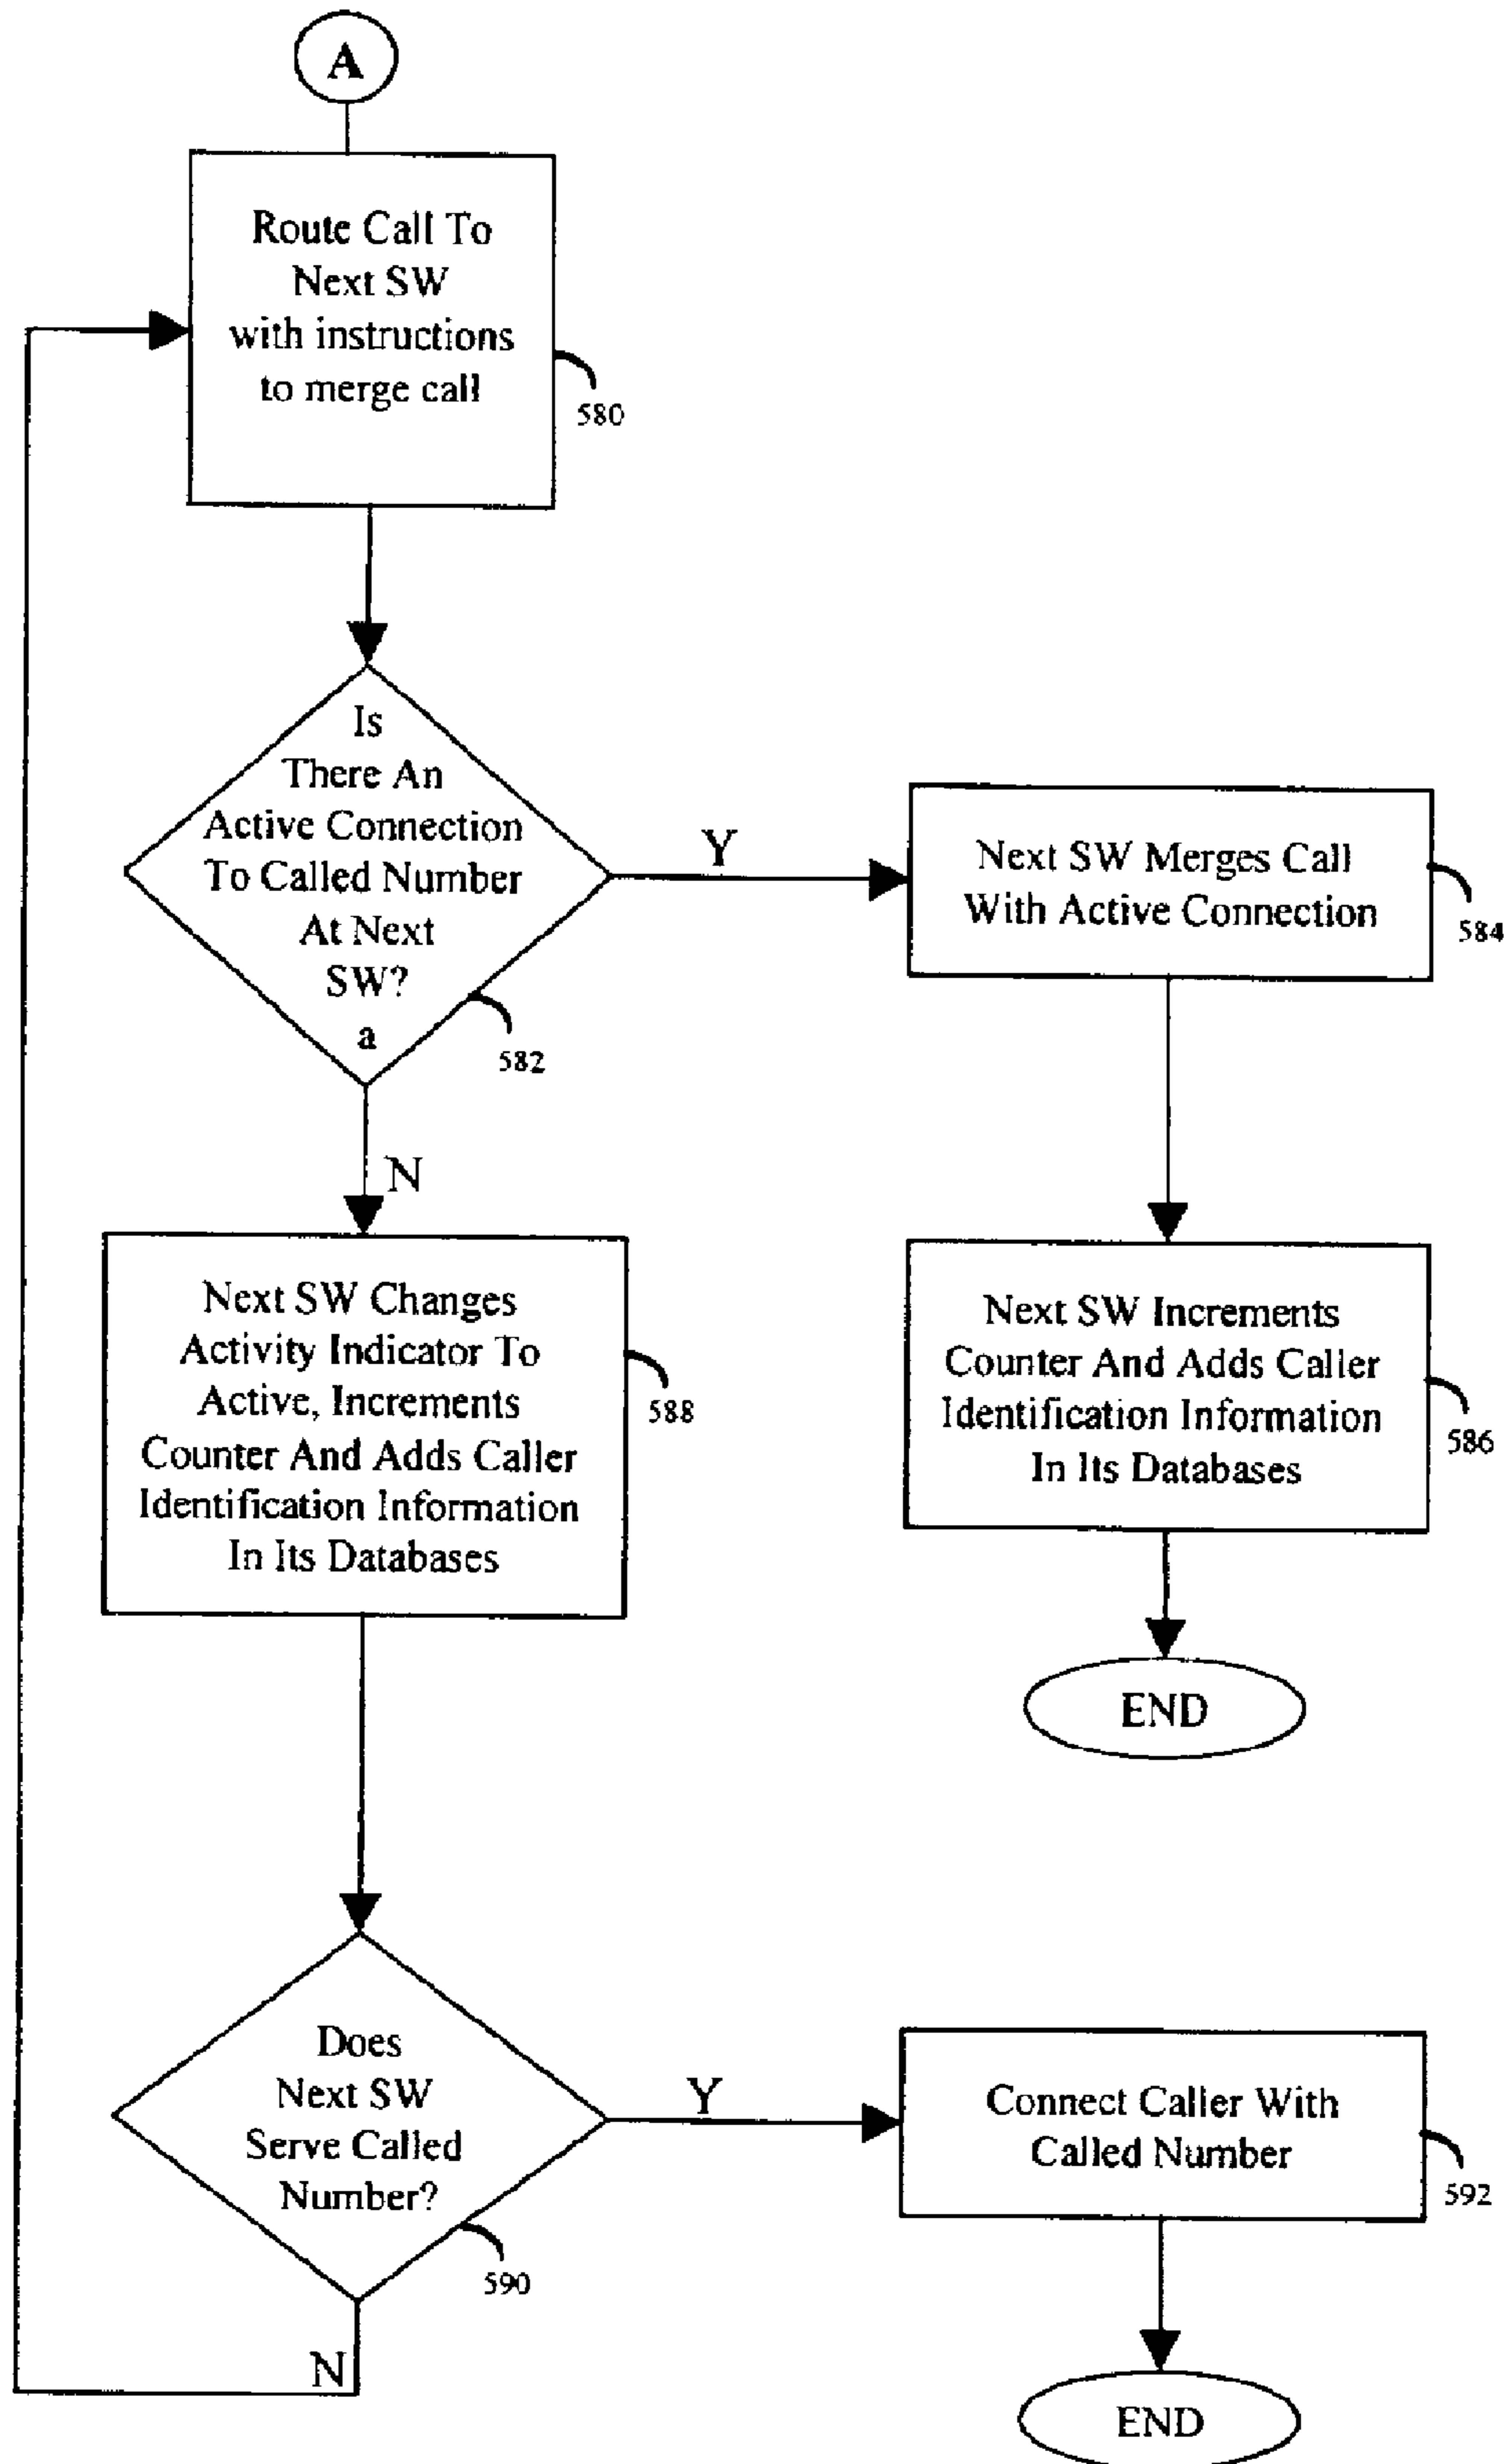 A
Route Call To
Next SW
with instructions
to merge call
580
Is
There An
Active Connection
To Called Number
At Next
SW?
a
582
Y
Next SW Merges Call
With Active Connection
584
N
Next SW Changes
Activity Indicator To
Active, Increments
Counter And Adds Caller
Identification Information
In Its Databases
588
Next SW Increments
Counter And Adds Caller
Identification Information
In Its Databases
586
END
Does
Next SW
Serve Called
Number?
590
Y
Connect Caller With
Called Number
592
N
END